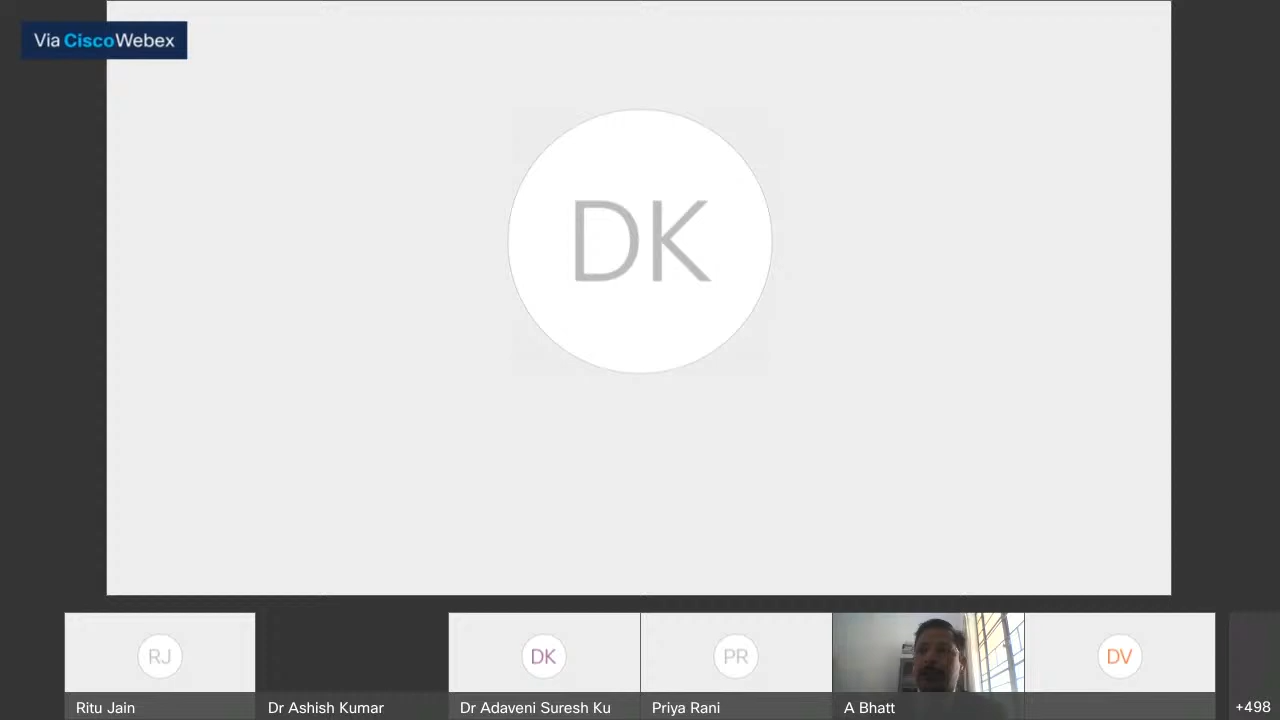 Via CiscoWebex
DK
RJ
DK
PR
DV
Ritu Jain
Dr Ashish Kumar
Dr Adaveni Suresh Ku
Priya Rani
A Bhatt
+498